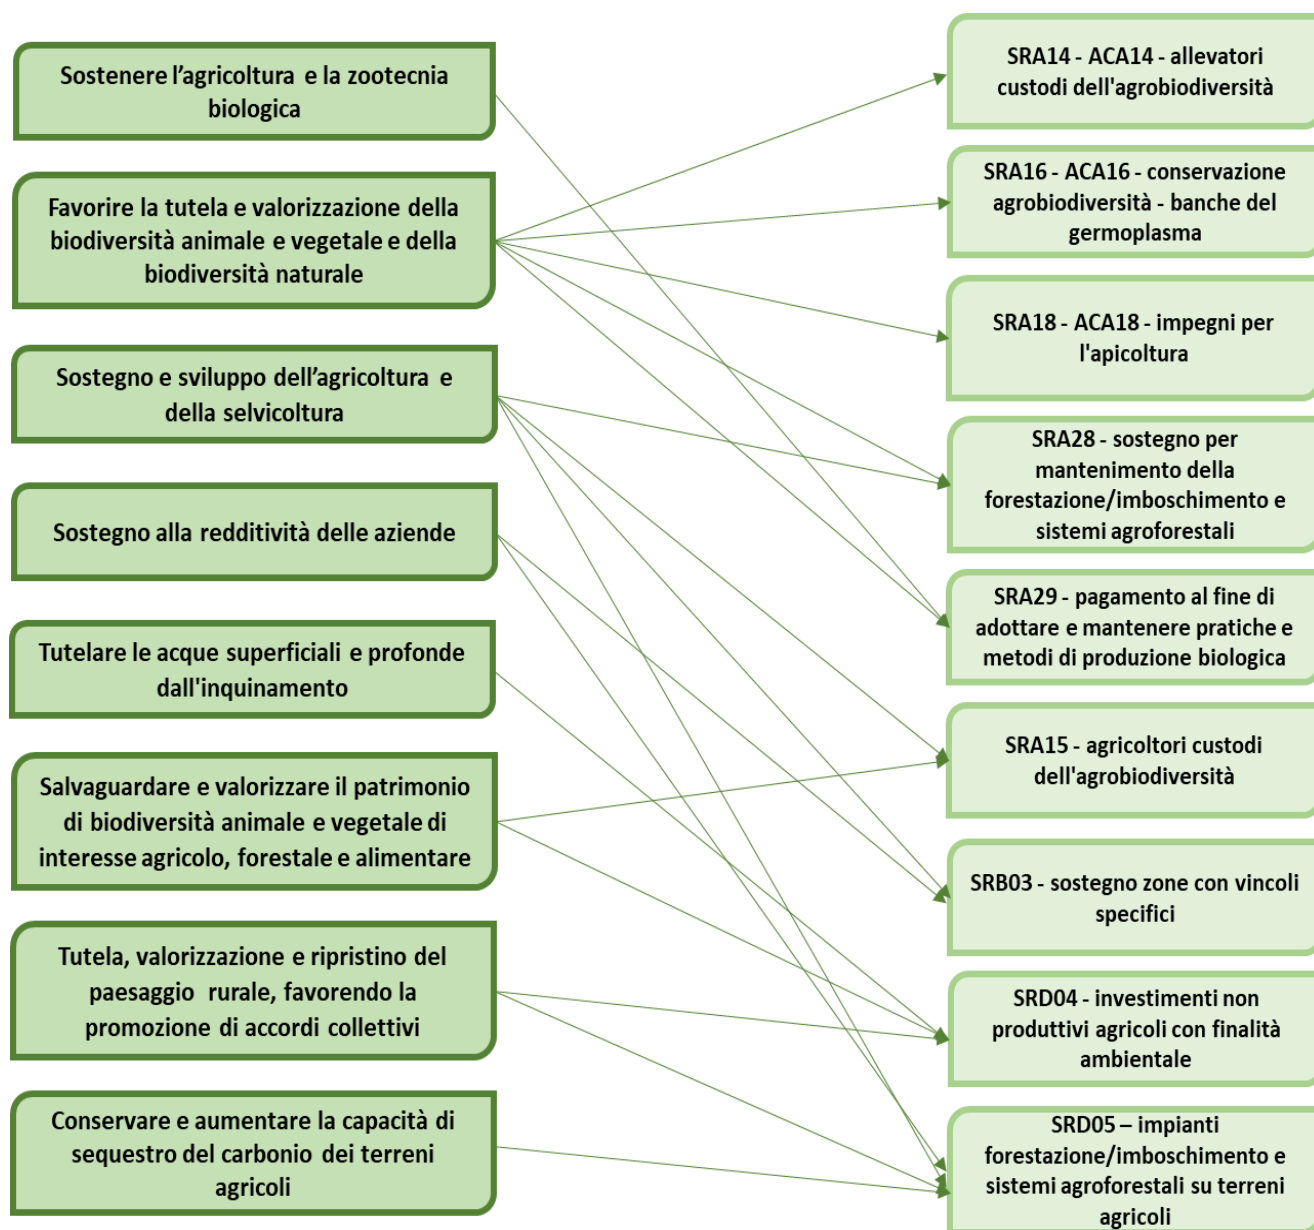 Sostenere l’agricoltura e la zootecnia
biologica
Favorire la tutela e valorizzazione della
biodiversità animale e vegetale e della
biodiversità naturale
Sostegno e sviluppo dell’agricoltura e
della selvicoltura
Sostegno alla redditività delle aziende
Tutelare le acque superficiali e profonde
dall'inquinamento
Salvaguardare e valorizzare il patrimonio
di biodiversità animale e vegetale di
interesse agricolo, forestale e alimentare
Tutela, valorizzazione e ripristino del
paesaggio rurale, favorendo la
promozione di accordi collettivi
Conservare e aumentare la capacità di
sequestro del carbonio dei terreni
agricoli
SRA14 - ACA14 - allevatori
custodi dell'agrobiodiversità
SRA16 - ACA16 - conservazione
agrobiodiversità - banche del
germoplasma
SRA18 - ACA18 - impegni per
l'apicoltura
SRA28 - sostegno per
mantenimento della
forestazione/imboschimento e
sistemi agroforestali
SRA29 - pagamento al fine di
adottare e mantenere pratiche e
metodi di produzione biologica
SRA15 - agricoltori custodi
dell'agrobiodiversità
SRB03 - sostegno zone con vincoli
specifici
SRD04 - investimenti non
produttivi agricoli con finalità
ambientale
SRD05 – impianti
forestazione/imboschimento e
sistemi agroforestali su terreni
agricoli